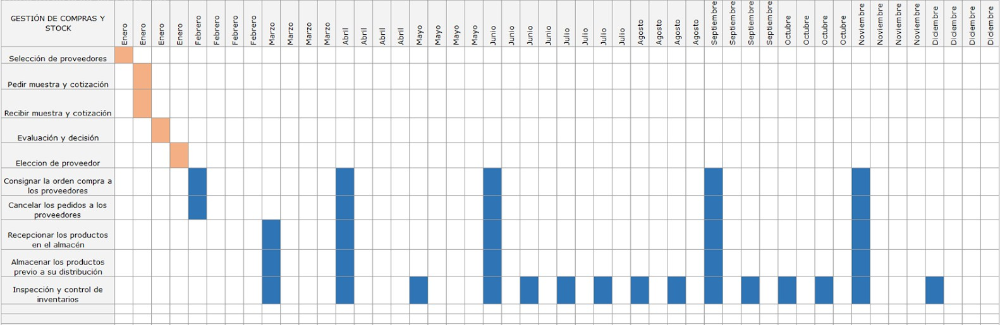 GESTIÓN DE COMPRAS Y
STOCK
Enero
Enero
Enero
Enero
Febrero
Febrero
Febrero
Febrero
Marzo
Marzo
Marzo
Marzo
Abril
Abril
Abril
Abril
Mayo
Mayo
Mayo
Mayo
Junio
Junio
Junio
Junio
Julio
Julio
Julio
Julio
Agosto
Agosto
Agosto
Agosto
Septiembre
Septiembre
Septiembre
Septiembre
Octubre
Octubre
Octubre
Octubre
Noviembre
Noviembre
Noviembre
Noviembre
Diciembre
Diciembre
Diciembre
Diciembre
Selección de proveedores
Pedir muestra y cotización
Recibir muestra y cotización
Evaluación y decisión
Eleccion de proveedor
Consignar la orden compra a
los proveedores
Cancelar los pedidos a los
proveedores
Recepcionar los productos
en el almacén
Almacenar los productos
previo a su distribución
Inspección y control de
inventarios